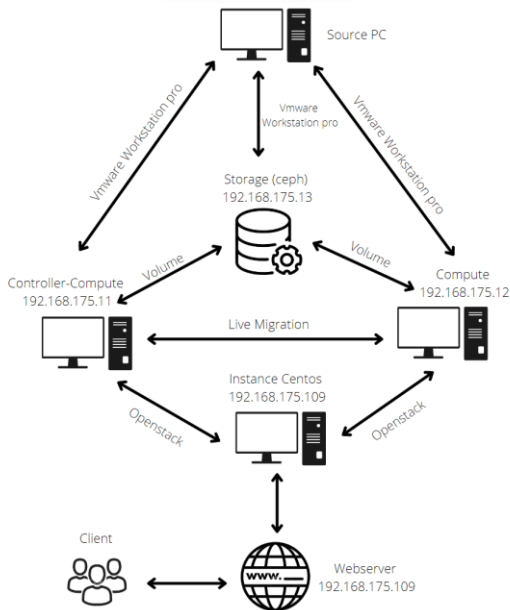 Source PC
Vmware Workstation pro
Vmware
Workstation pro
Vmware Workstation pro
Storage (ceph)
192.168.175.13
Volume
Volume
Controller-Compute
192.168.175.11
Compute
192.168.175.12
Live Migration
Instance Centos
192.168.175.109
Openstack
Openstack
Client
www.
Webserver
192.168.175.109